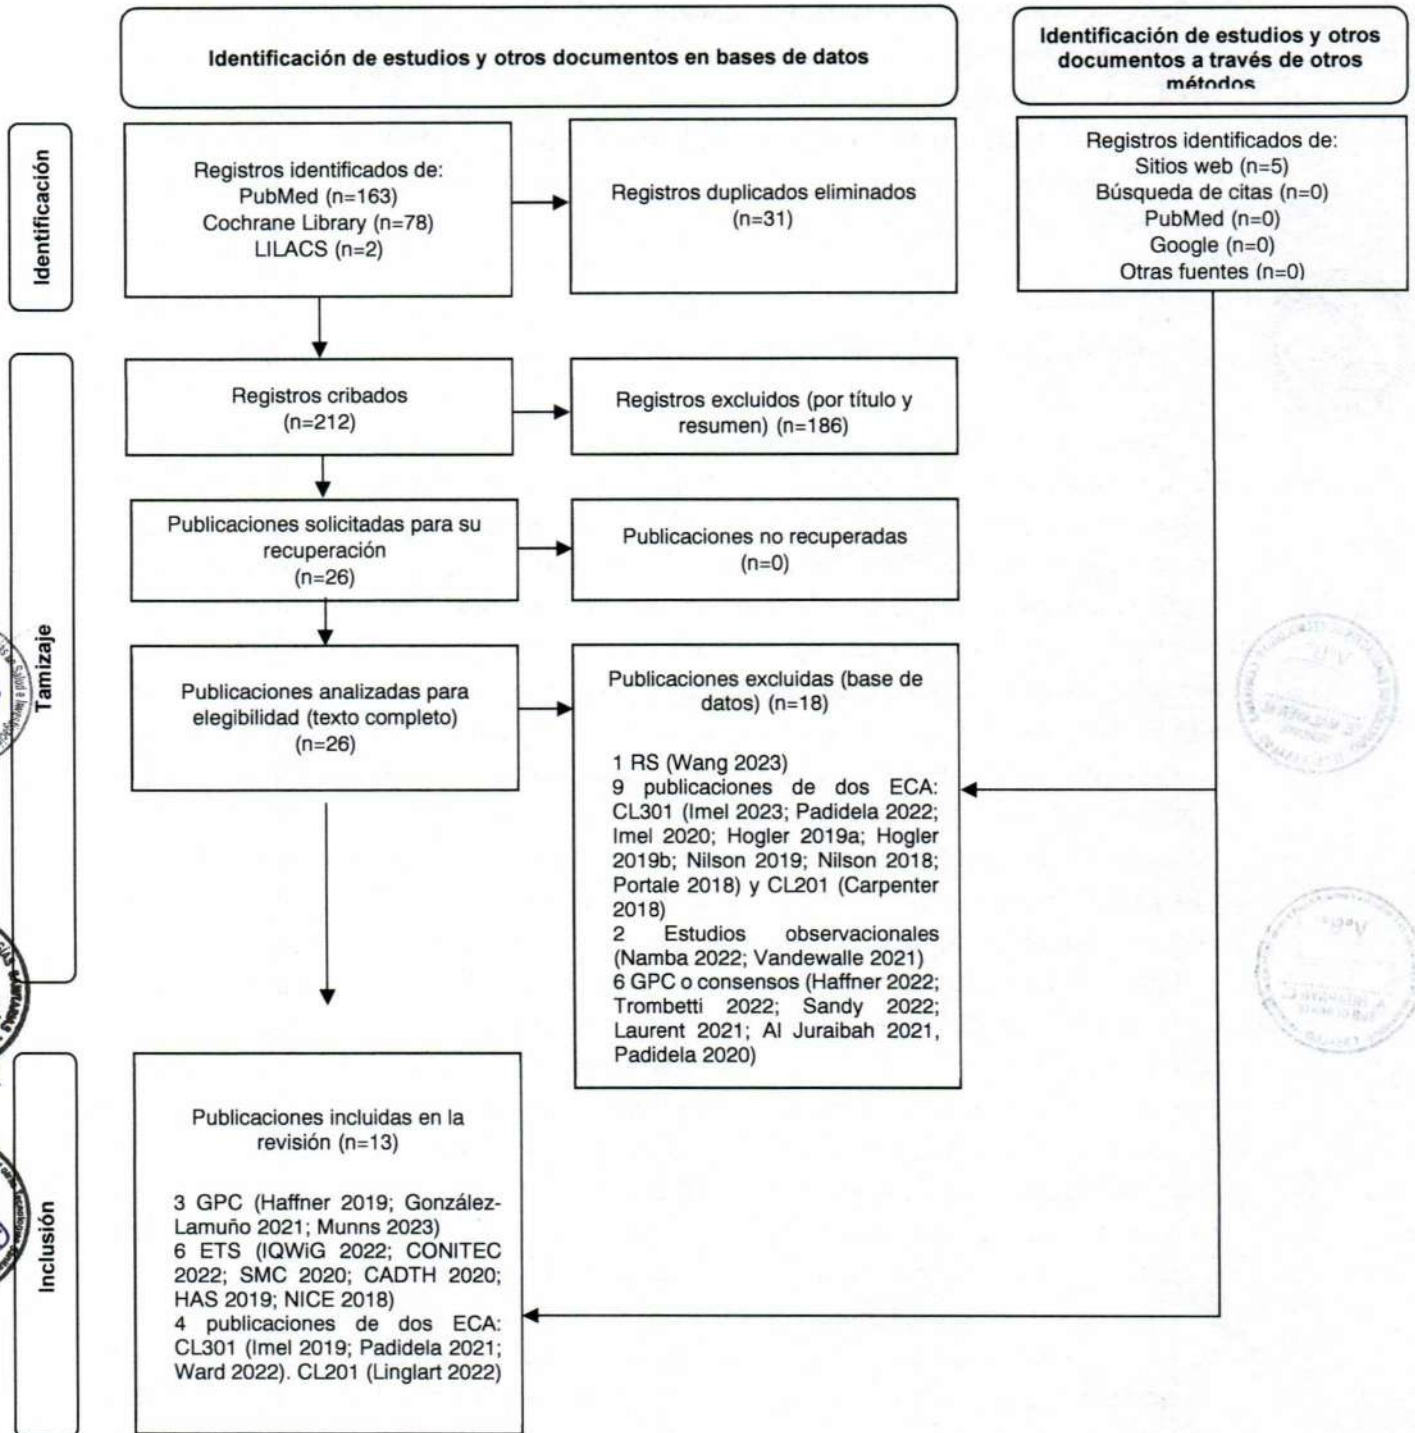 Identificación de estudios y otros documentos en bases de datos
Identificación de estudios y otros
documentos a través de otros
métodos
Identificación
Registros identificados de:
PubMed (n=163)
Cochrane Library (n=78)
LILACS (n=2)
Registros duplicados eliminados
(n=31)
Registros identificados de:
Sitios web (n=5)
Búsqueda de citas (n=0)
PubMed (n=0)
Google (n=0)
Otras fuentes (n=0)
Tamizaje
Registros cribados
(n=212)
Registros excluidos (por título y
resumen) (n=186)
Publicaciones solicitadas para su
recuperación
(n=26)
Publicaciones no recuperadas
(n=0)
Publicaciones analizadas para
elegibilidad (texto completo)
(n=26)
Publicaciones excluidas (base de
datos) (n=18)
1 RS (Wang 2023)
9 publicaciones de dos ECA:
CL301 (Imel 2023; Padidela 2022;
Imel 2020; Hogler 2019a; Hogler
2019b; Nilson 2019; Nilson 2018;
Portale 2018) y CL201 (Carpenter
2018)
2 Estudios observacionales
(Namba 2022; Vandewalle 2021)
6 GPC o consensos (Haffner 2022;
Trombetti 2022; Sandy 2022;
Laurent 2021; Al Juraibah 2021,
Padidela 2020)
Inclusión
Publicaciones incluidas en la
revisión (n=13)
3 GPC (Haffner 2019; González-
Lamuño 2021; Munns 2023)
6 ETS (IQWiG 2022; CONITEC
2022; SMC 2020; CADTH 2020;
HAS 2019; NICE 2018)
4 publicaciones de dos ECA:
CL301 (Imel 2019; Padidela 2021;
Ward 2022). CL201 (Linglart 2022)